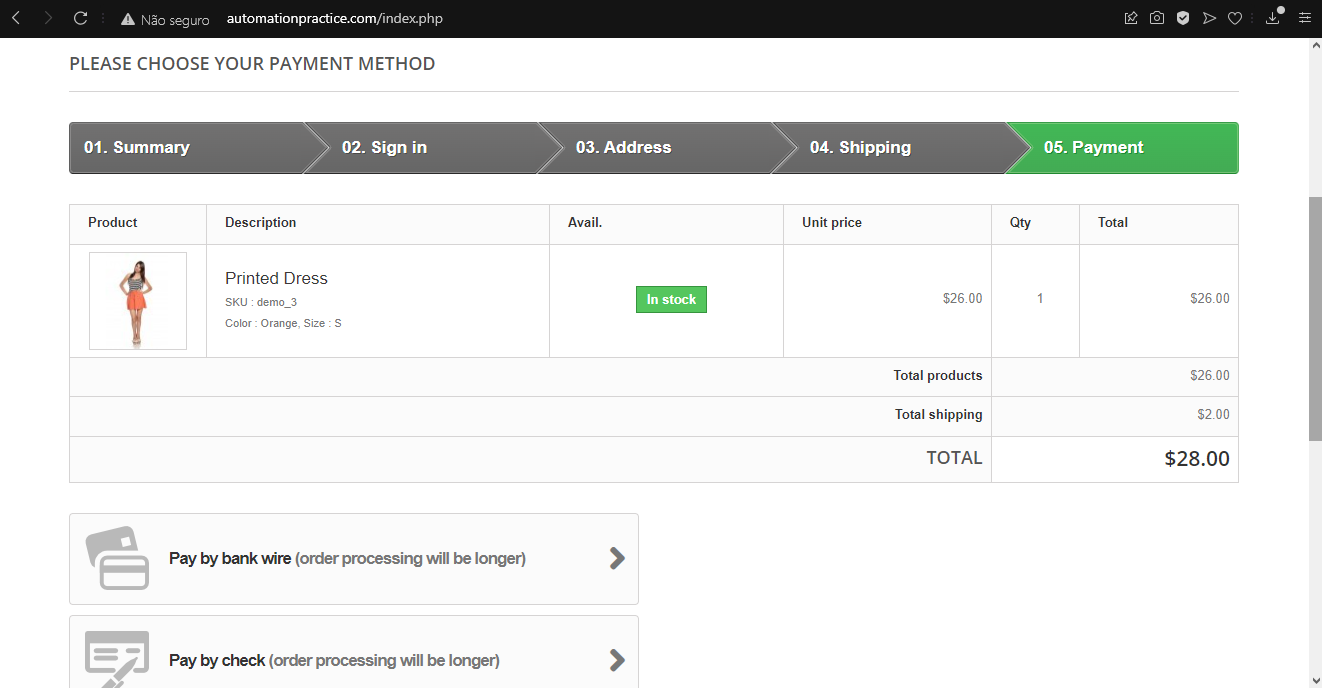 Não seguro automationpractice.com/index.php
PLEASE CHOOSE YOUR PAYMENT METHOD
01. Summary 02. Sign in 03. Address 04. Shipping 05. Payment
Product Description Avail. Unit price Qty Total
Printed Dress
SKU : demo_3
Color : Orange, Size : S
In stock
$26.00 1 $26.00
Total products $26.00
Total shipping $2.00
TOTAL $28.00
Pay by bank wire (order processing will be longer)
Pay by check (order processing will be longer)